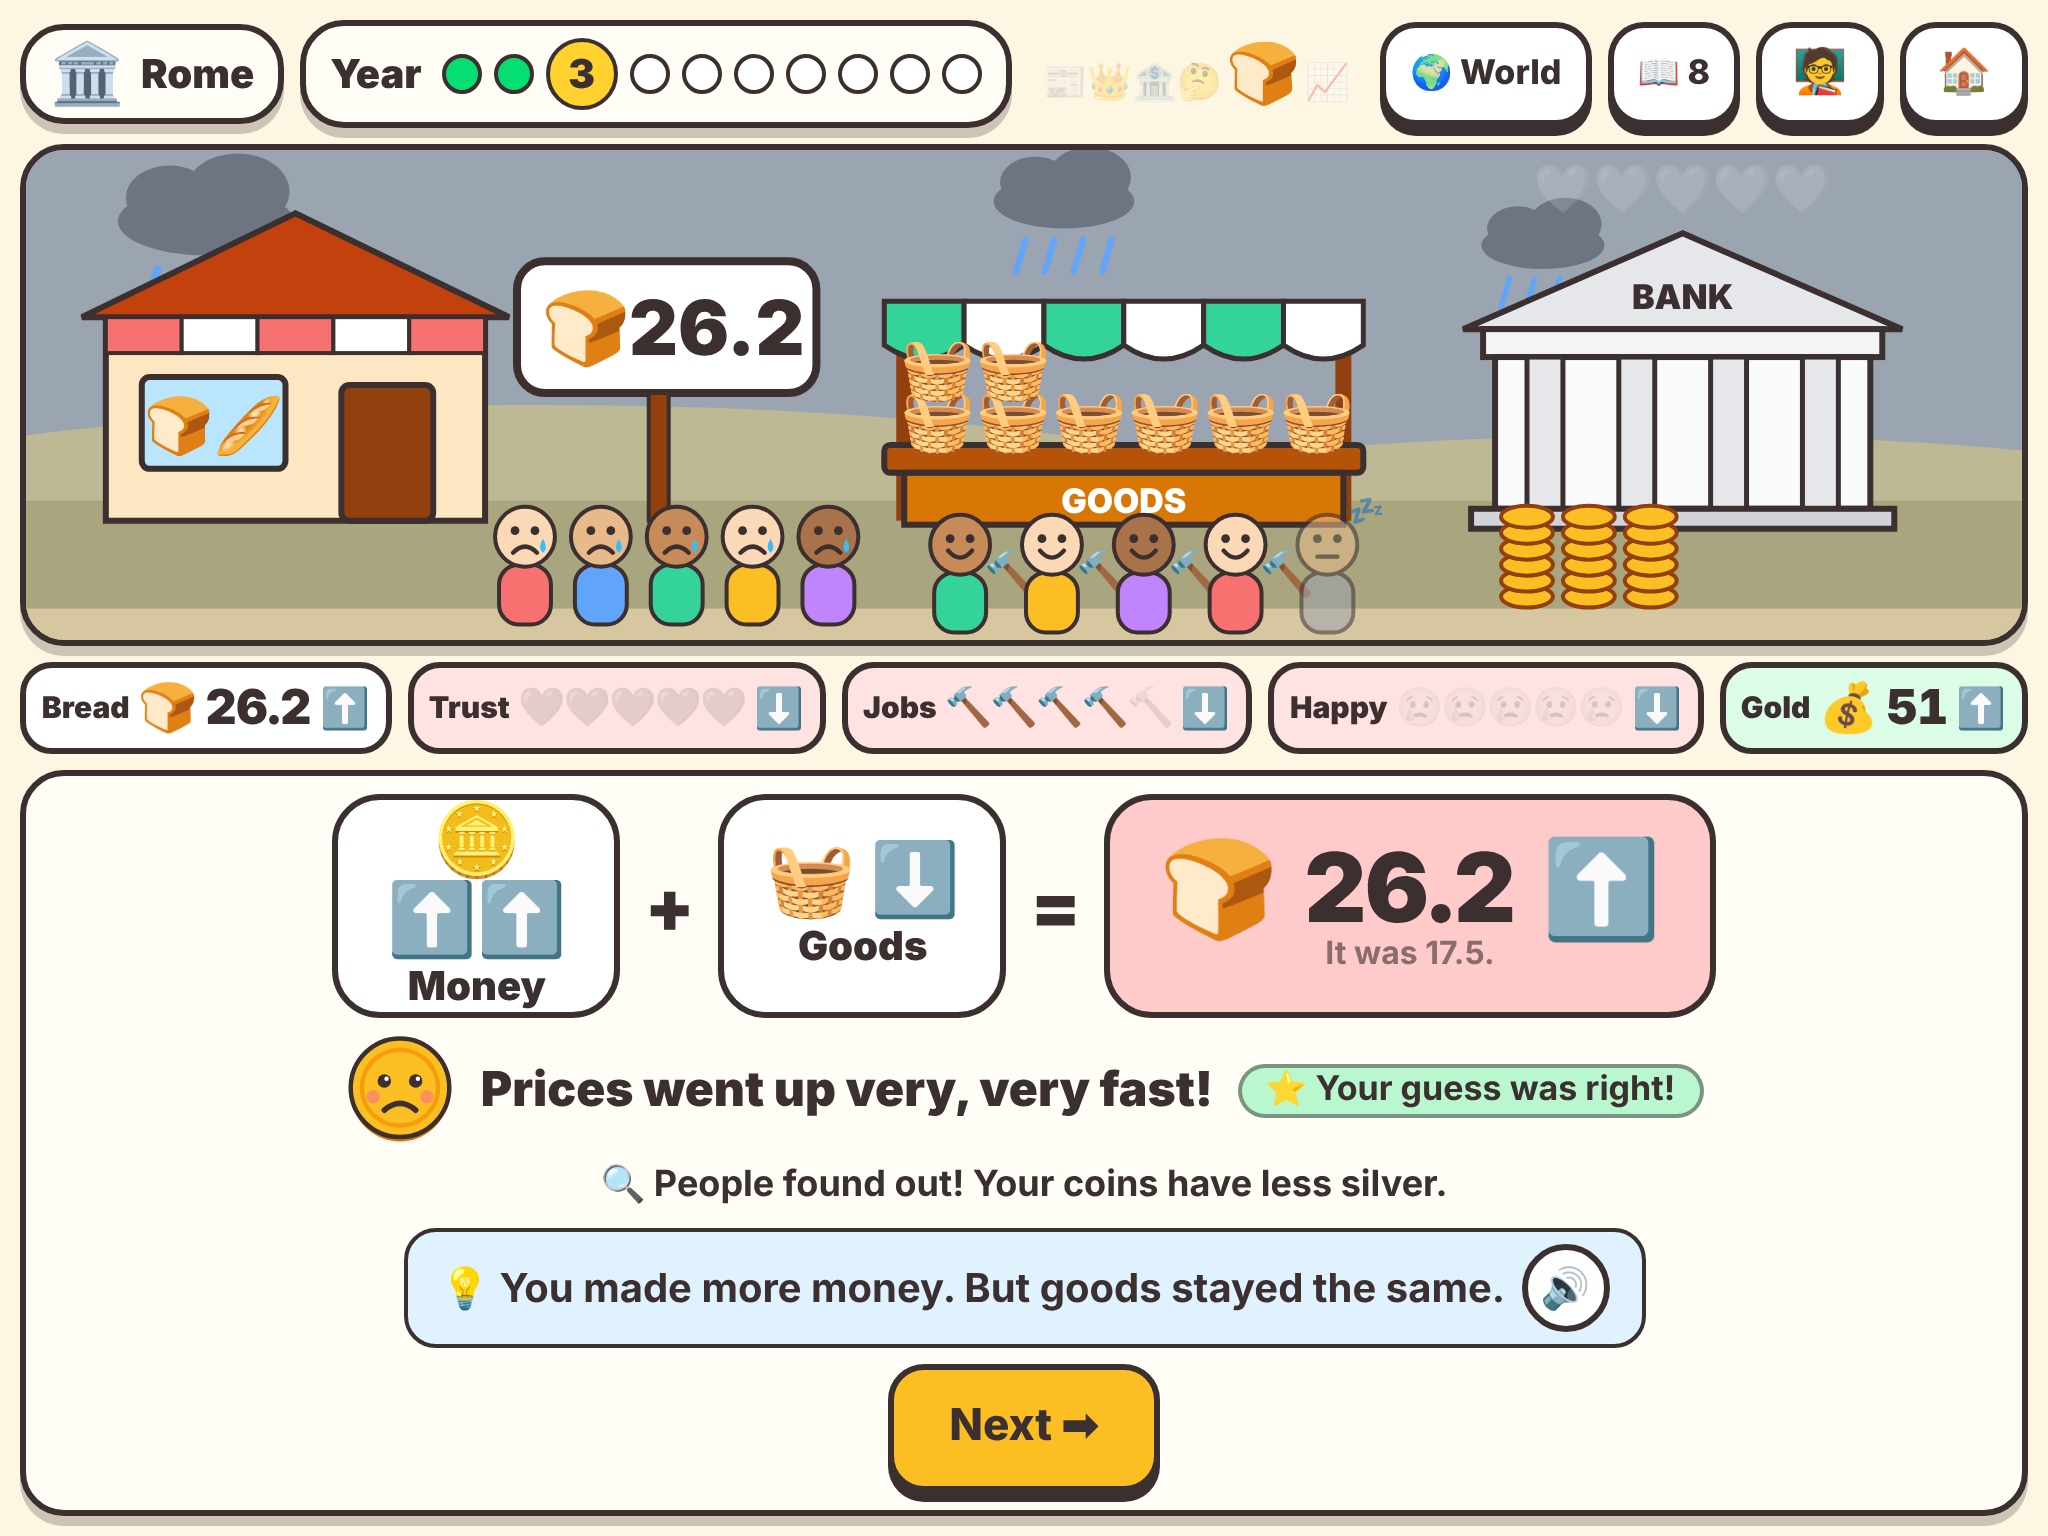 Rome
Year 3
World
8
26.2
BANK
GOODS
zzz
Bread 26.2
Trust
Jobs
Happy
Gold 51
Money
+
Goods
=
26.2
It was 17.5.
Prices went up very, very fast!
Your guess was right!
People found out! Your coins have less silver.
You made more money. But goods stayed the same.
Next ➡